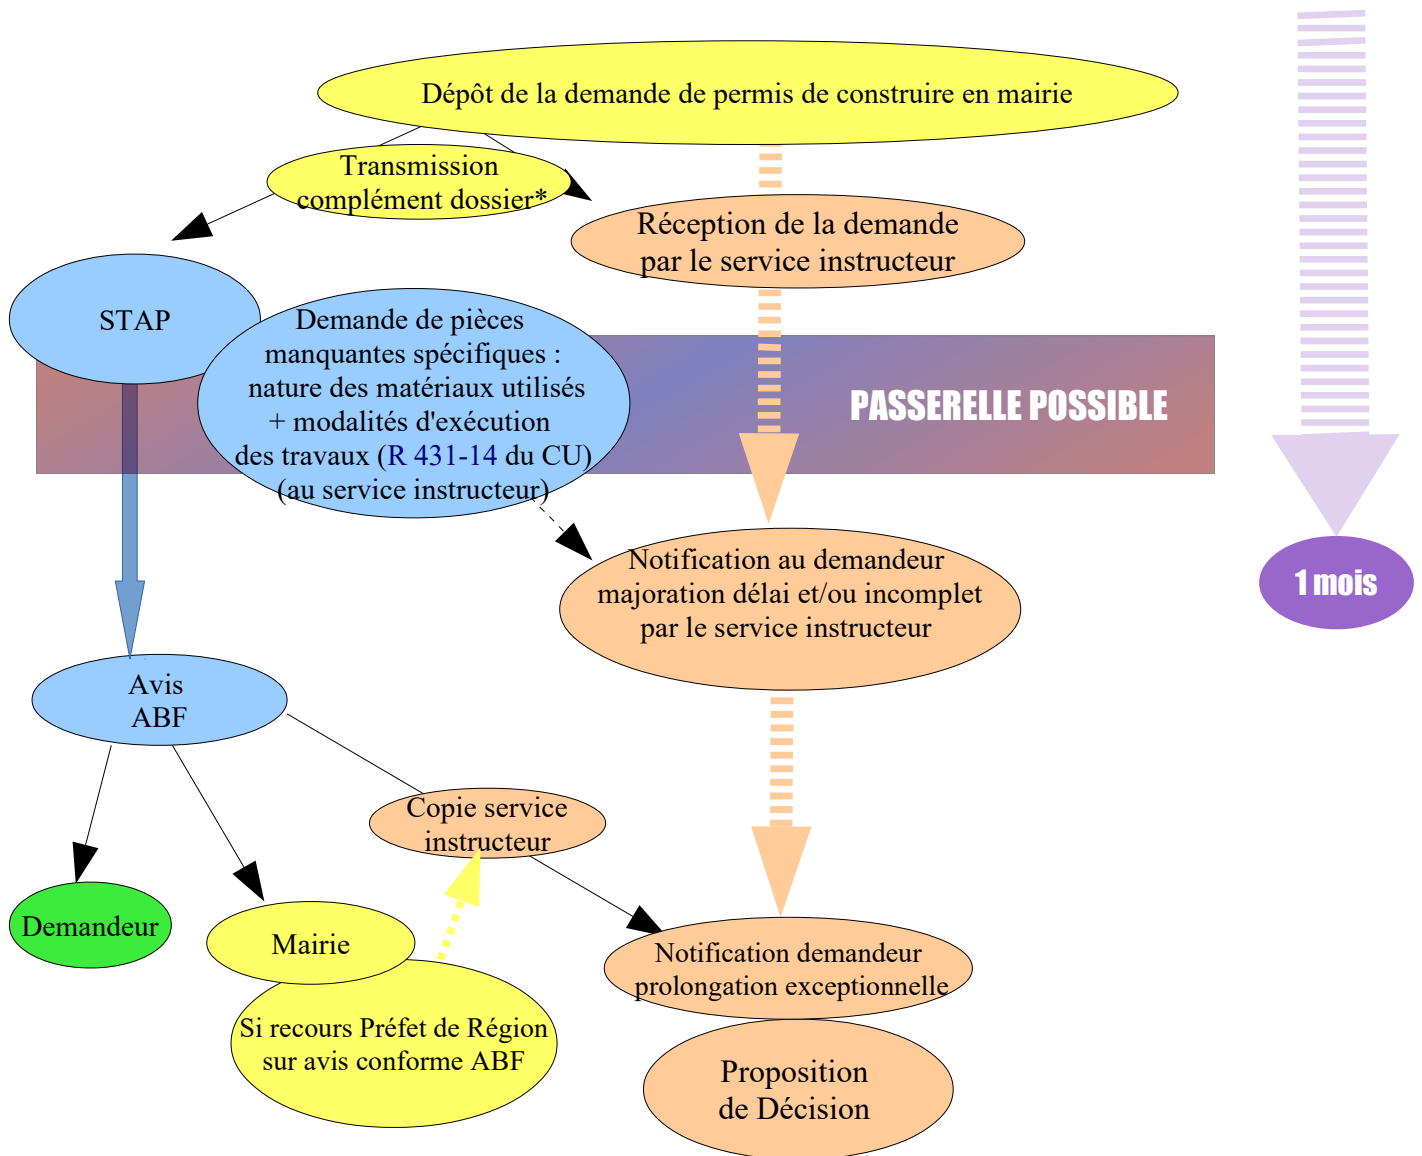 Dépôt de la demande de permis de construire en mairie
Transmission
complément dossier*
Réception de la demande
par le service instructeur
STAP
Demande de pièces
manquantes spécifiques :
nature des matériaux utilisés
+ modalités d'exécution
des travaux (R 431-14 du CU)
(au service instructeur)
PASSERELLE POSSIBLE
Notification au demandeur
majoration délai et/ou incomplet
par le service instructeur
1 mois
Avis
ABF
Copie service
instructeur
Demandeur
Mairie
Notification demandeur
prolongation exceptionnelle
Si recours Préfet de Région
sur avis conforme ABF
Proposition
de Décision